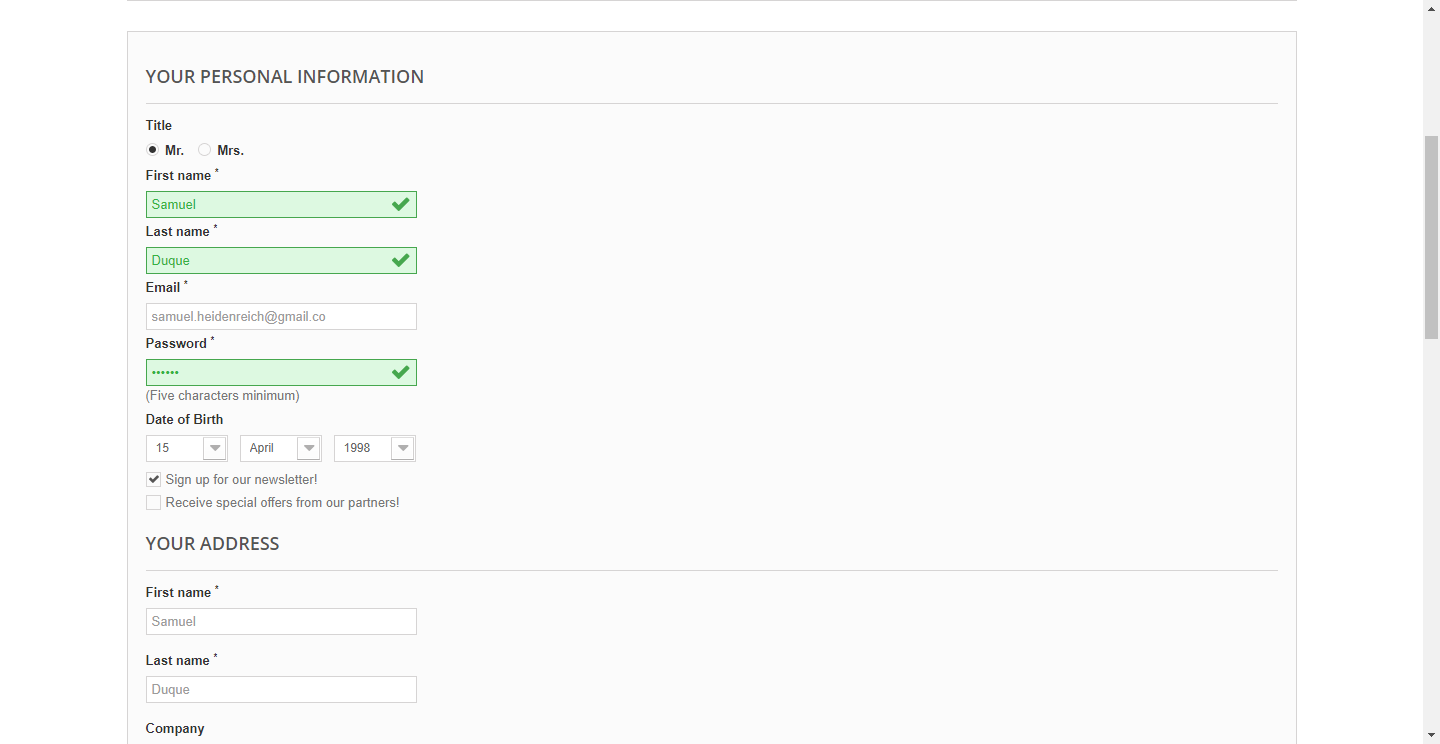 YOUR PERSONAL INFORMATION
Title
Mr. Mrs.
First name *
Samuel
Last name *
Duque
Email *
samuel.heidenreich@gmail.co
Password *
••••••
(Five characters minimum)
Date of Birth
15 April 1998
Sign up for our newsletter!
Receive special offers from our partners!
YOUR ADDRESS
First name *
Samuel
Last name *
Duque
Company